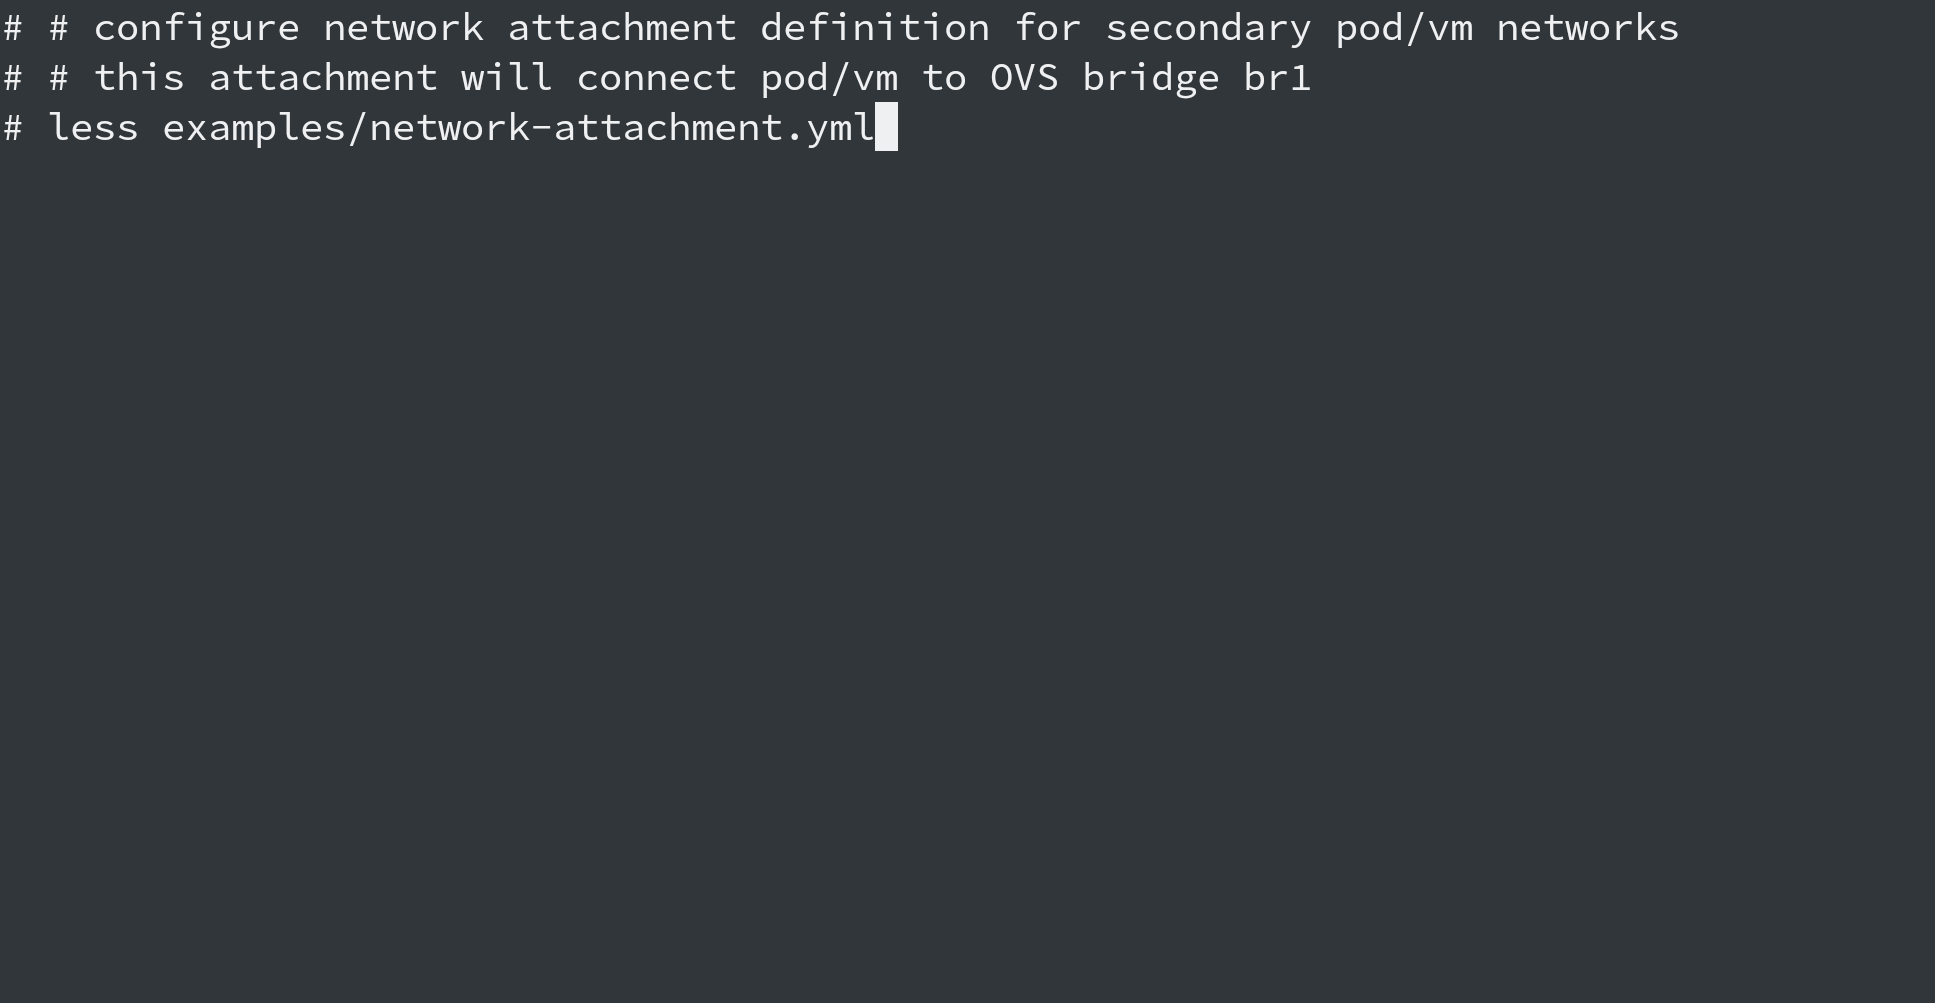 # # configure network attachment definition for secondary pod/vm networks
# # this attachment will connect pod/vm to OVS bridge br1
# less examples/network-attachment.yml